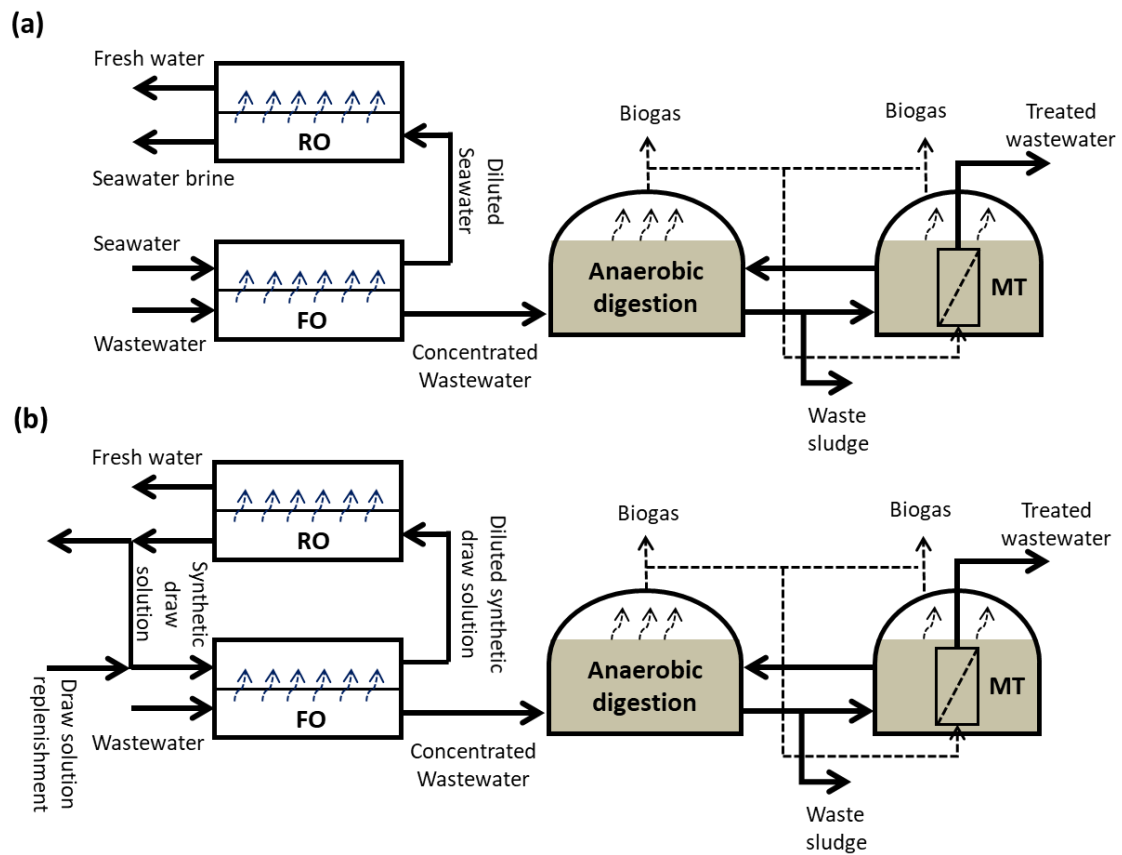 (a)
Fresh water
RO
Seawater brine
Diluted
Seawater
Seawater
FO
Wastewater
Concentrated
Wastewater
Biogas
Anaerobic
digestion
Biogas
Treated
wastewater
MT
Waste
sludge
(b)
Fresh water
RO
Synthetic
draw
solution
Diluted synthetic
draw solution
Draw solution
replenishment
FO
Wastewater
Concentrated
Wastewater
Biogas
Anaerobic
digestion
Biogas
Treated
wastewater
MT
Waste
sludge